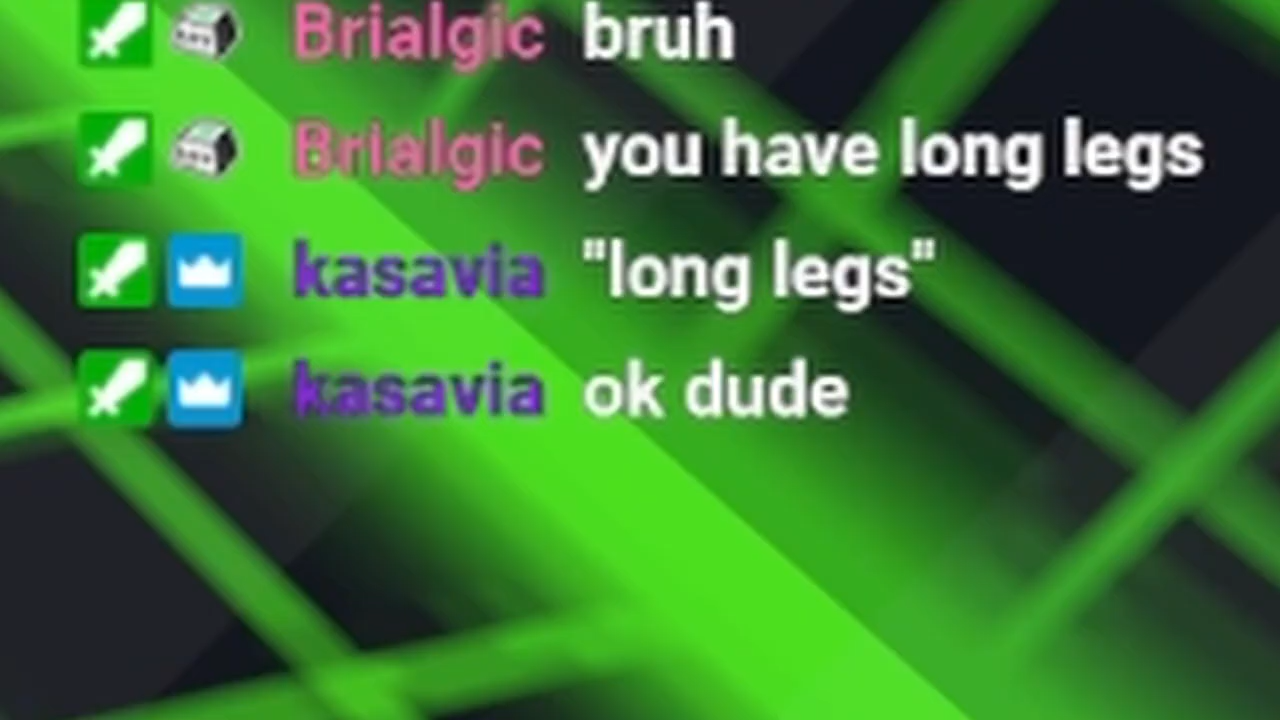 Brialgic bruh
Brialgic you have long legs
kasavia "long legs"
kasavia ok dude